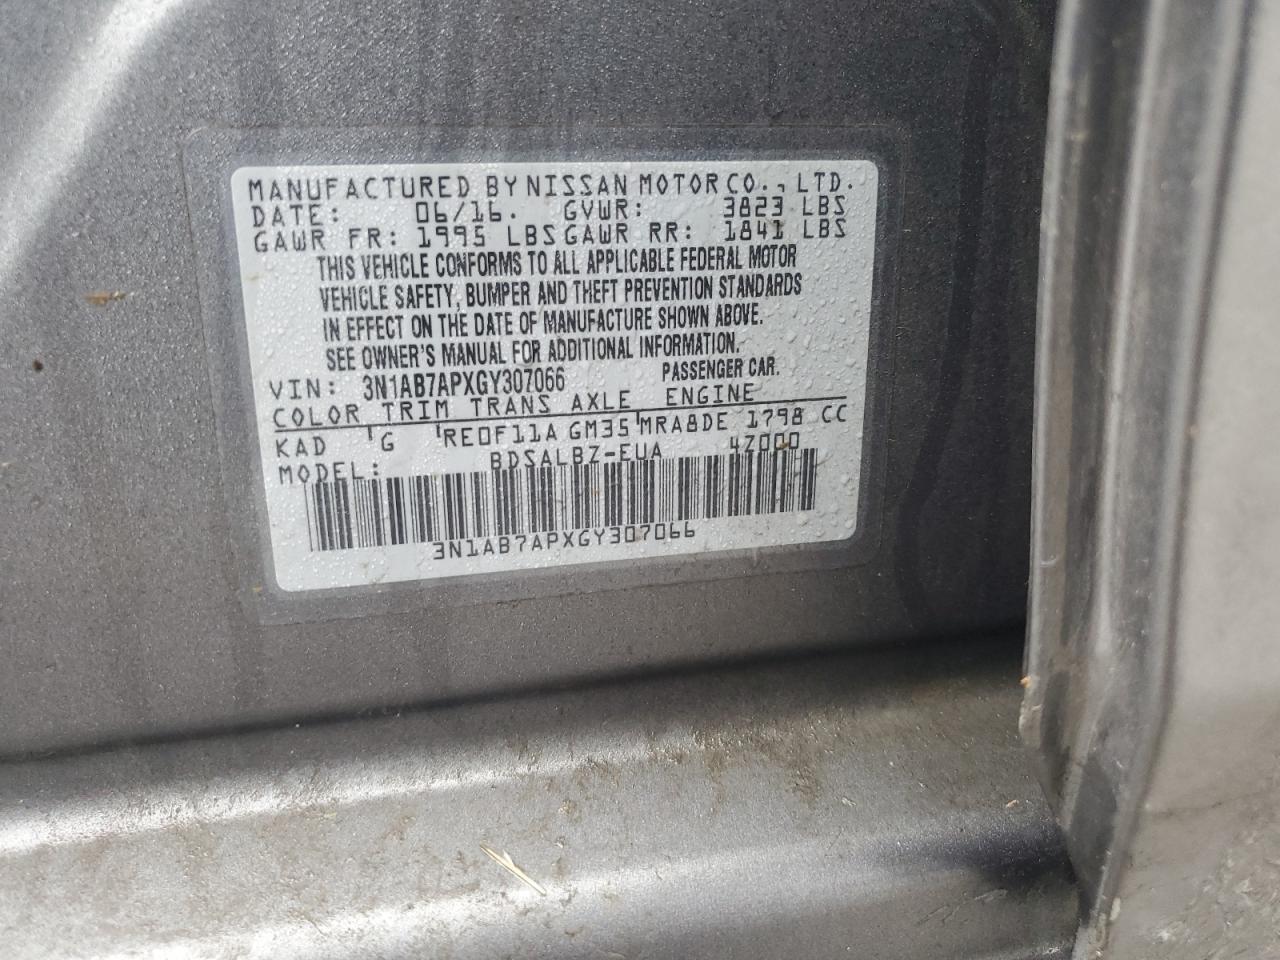 MANUFACTURED BY NISSAN MOTOR CO., LTD.
DATE: 06/16. GVWR: 3823 LBS
GAWR FR: 1995 LBS GAWR RR: 1841 LBS
THIS VEHICLE CONFORMS TO ALL APPLICABLE FEDERAL MOTOR
VEHICLE SAFETY, BUMPER AND THEFT PREVENTION STANDARDS
IN EFFECT ON THE DATE OF MANUFACTURE SHOWN ABOVE.
SEE OWNER'S MANUAL FOR ADDITIONAL INFORMATION.
VIN: 3N1AB7APXGY307066 PASSENGER CAR.
COLOR TRIM TRANS AXLE ENGINE
KAD G RE0F11A GM35 MRA8DE 1798 CC
MODEL: BDSALBZ-EUA 4Z000
3N1AB7APXGY307066